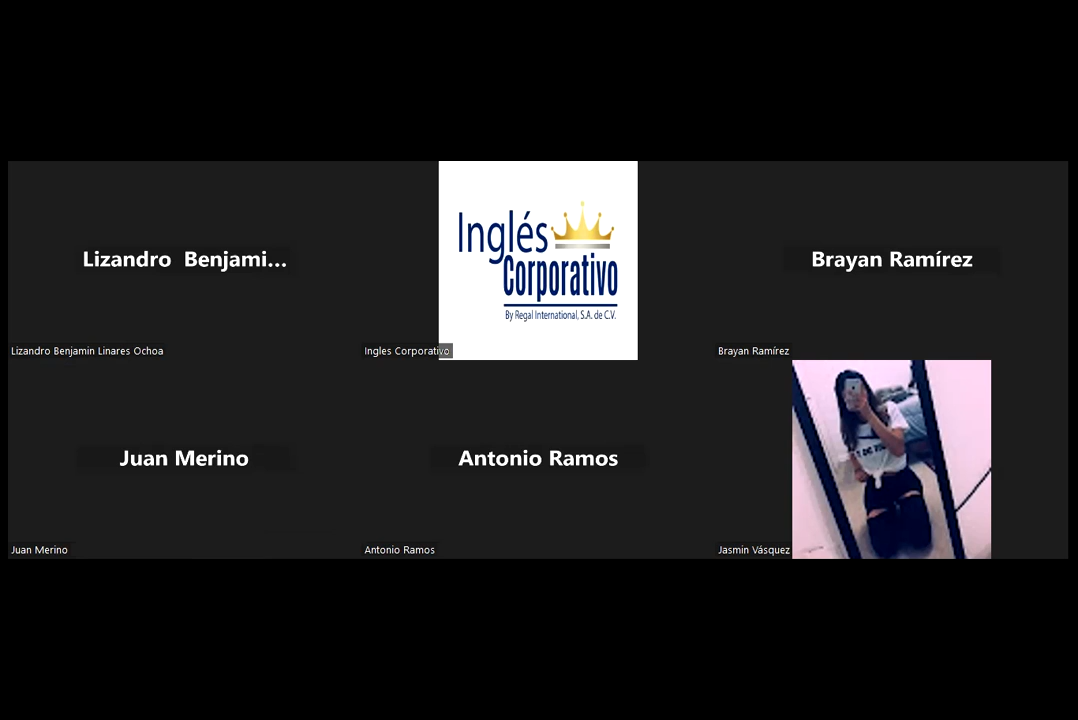 Lizandro Benjami...
Lizandro Benjamin Linares Ochoa
Inglés
Corporativo
By Regal International, S.A. de C.V.
Ingles Corporativo
Brayan Ramírez
Brayan Ramírez
Juan Merino
Juan Merino
Antonio Ramos
Antonio Ramos
Jasmin Vásquez